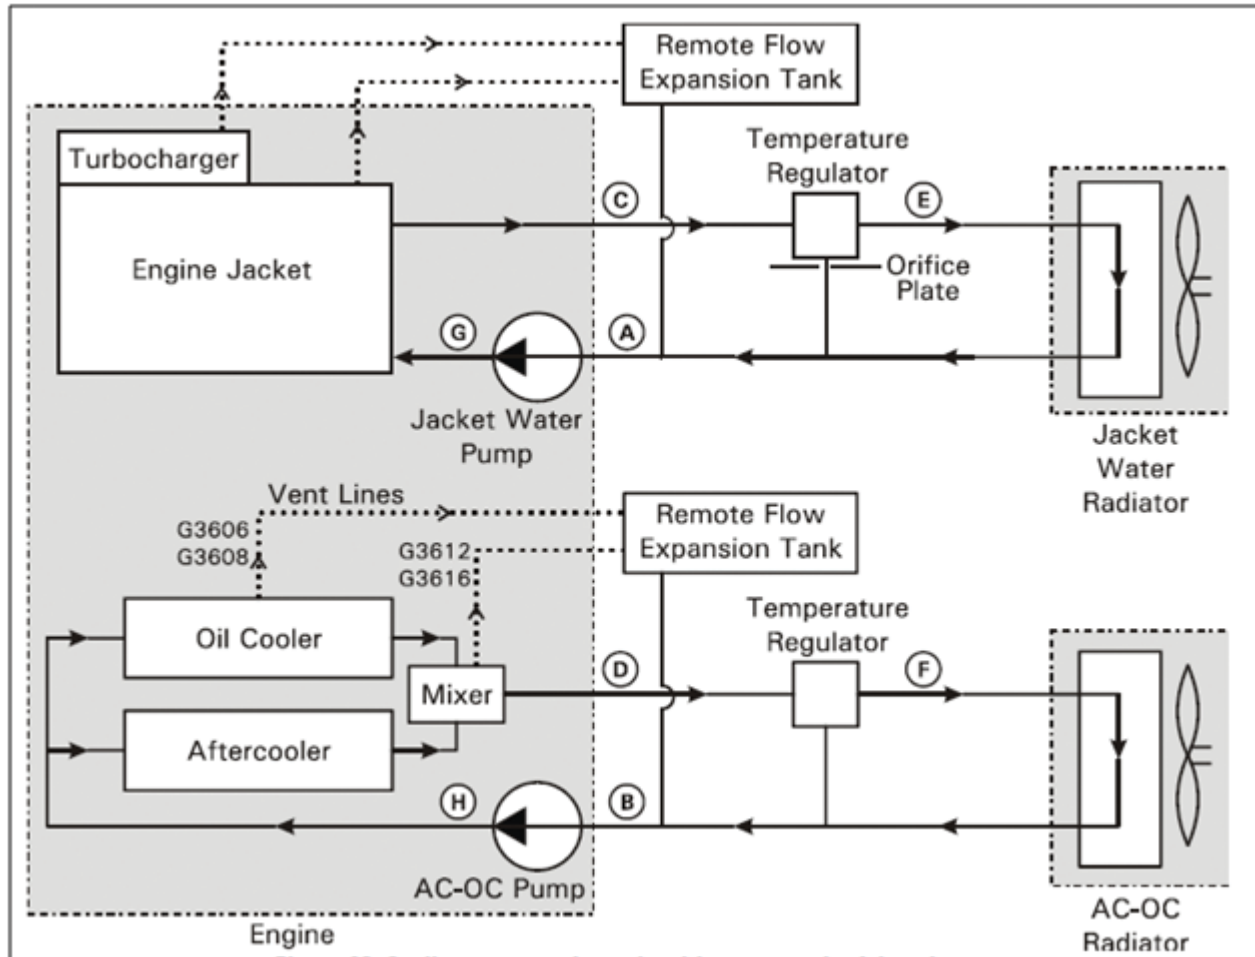 Remote Flow
Expansion Tank
Turbocharger
Temperature
Regulator
C
E
Engine Jacket
Orifice
Plate
G
A
Jacket Water
Pump
Jacket
Water
Radiator
Vent Lines
G3606
G3608
G3612
G3616
Remote Flow
Expansion Tank
Oil Cooler
Temperature
Regulator
Mixer
D
F
Aftercooler
H
B
AC-OC Pump
AC-OC
Radiator
Engine